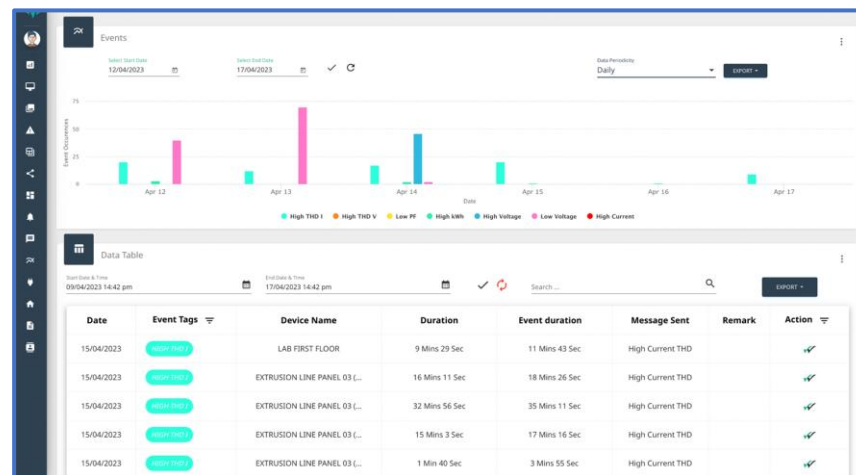 Events
Select Start Date
Select End Date
Data Periodicity
12/04/2023
17/04/2023
Daily
EXPORT
75
50
25
0
Event Occurences
Apr 12
Apr 13
Apr 14
Apr 15
Apr 16
Apr 17
Date
High THD I
High THD V
Low PF
High kWh
High Voltage
Low Voltage
High Current
Data Table
Start Date & Time
End Date & Time
09/04/2023 14:42 pm
17/04/2023 14:42 pm
Search ...
EXPORT
Date Event Tags Device Name Duration Event duration Message Sent Remark Action
15/04/2023 HIGH THD I LAB FIRST FLOOR 9 Mins 29 Sec 11 Mins 43 Sec High Current THD
15/04/2023 HIGH THD I EXTRUSION LINE PANEL 03 (... 16 Mins 11 Sec 18 Mins 26 Sec High Current THD
15/04/2023 HIGH THD I EXTRUSION LINE PANEL 03 (... 32 Mins 56 Sec 35 Mins 11 Sec High Current THD
15/04/2023 HIGH THD I EXTRUSION LINE PANEL 03 (... 15 Mins 3 Sec 17 Mins 16 Sec High Current THD
15/04/2023 HIGH THD I EXTRUSION LINE PANEL 03 (... 1 Min 40 Sec 3 Mins 55 Sec High Current THD